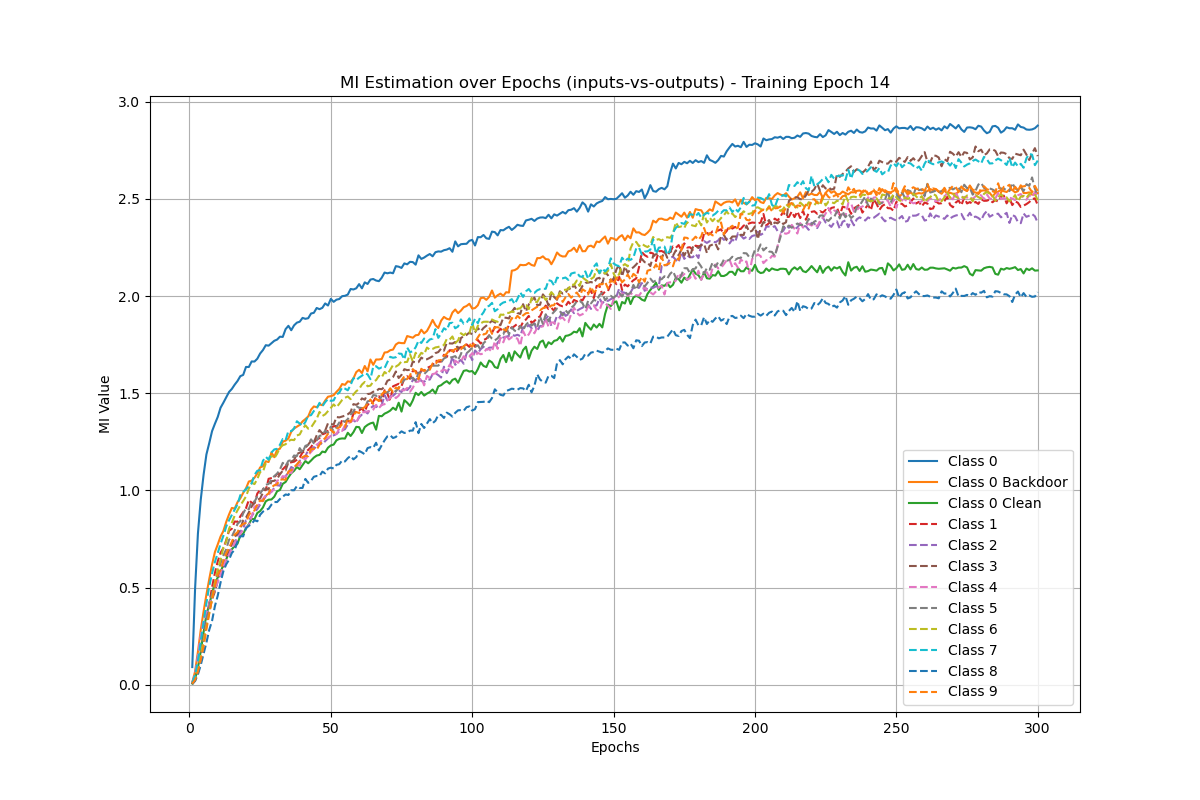 MI Estimation over Epochs (inputs-vs-outputs) - Training Epoch 14
MI Value
3.0
2.5
2.0
1.5
1.0
0.5
0.0
0 50 100 150 200 250 300
Epochs
Class 0
Class 0 Backdoor
Class 0 Clean
Class 1
Class 2
Class 3
Class 4
Class 5
Class 6
Class 7
Class 8
Class 9